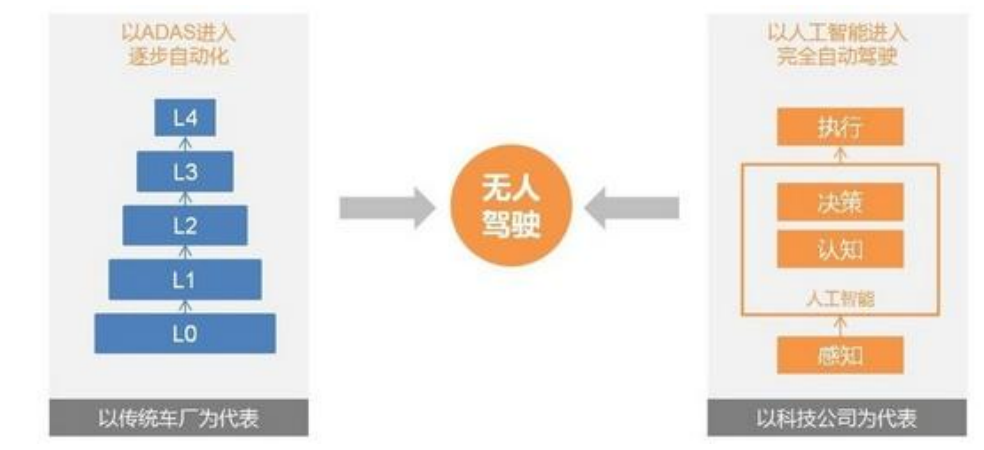 以ADAS进入
逐步自动化
L4
L3
L2
L1
L0
以传统车厂为代表
无人
驾驶
以人工智能进入
完全自动驾驶
执行
决策
认知
人工智能
感知
以科技公司为代表